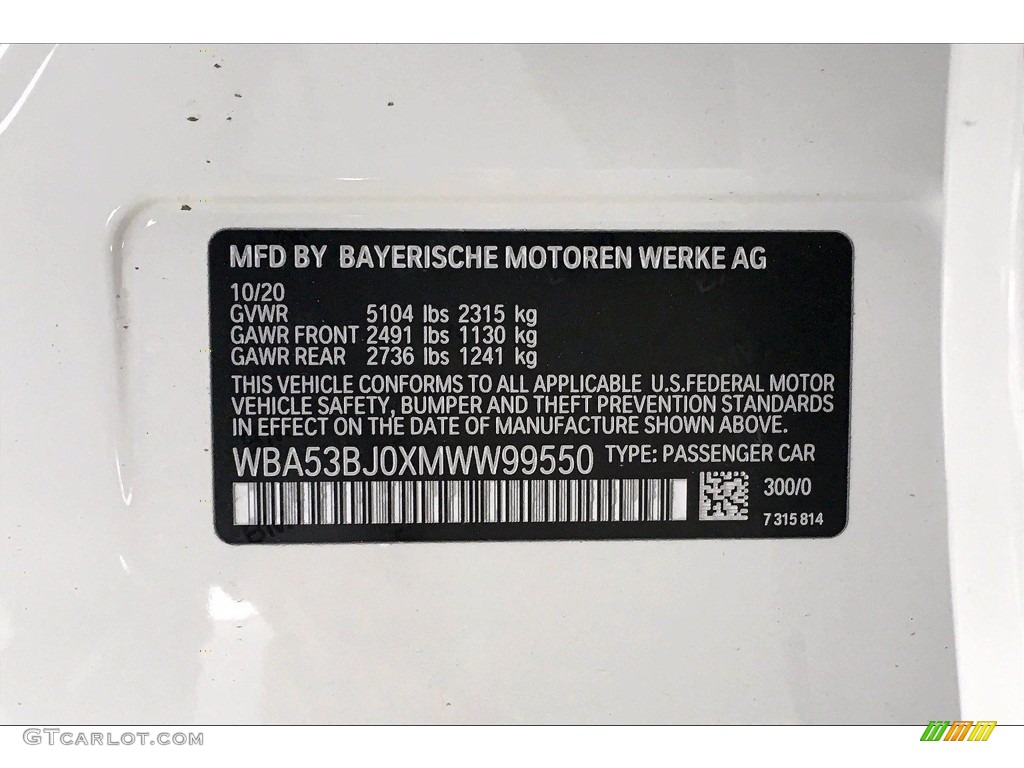 MFD BY BAYERISCHE MOTOREN WERKE AG
10/20
GVWR 5104 lbs 2315 kg
GAWR FRONT 2491 lbs 1130 kg
GAWR REAR 2736 lbs 1241 kg
THIS VEHICLE CONFORMS TO ALL APPLICABLE U.S.FEDERAL MOTOR
VEHICLE SAFETY, BUMPER AND THEFT PREVENTION STANDARDS
IN EFFECT ON THE DATE OF MANUFACTURE SHOWN ABOVE.
WBA53BJ0XMWW99550 TYPE: PASSENGER CAR
300/0
7 315 814
GTCARLOT.COM